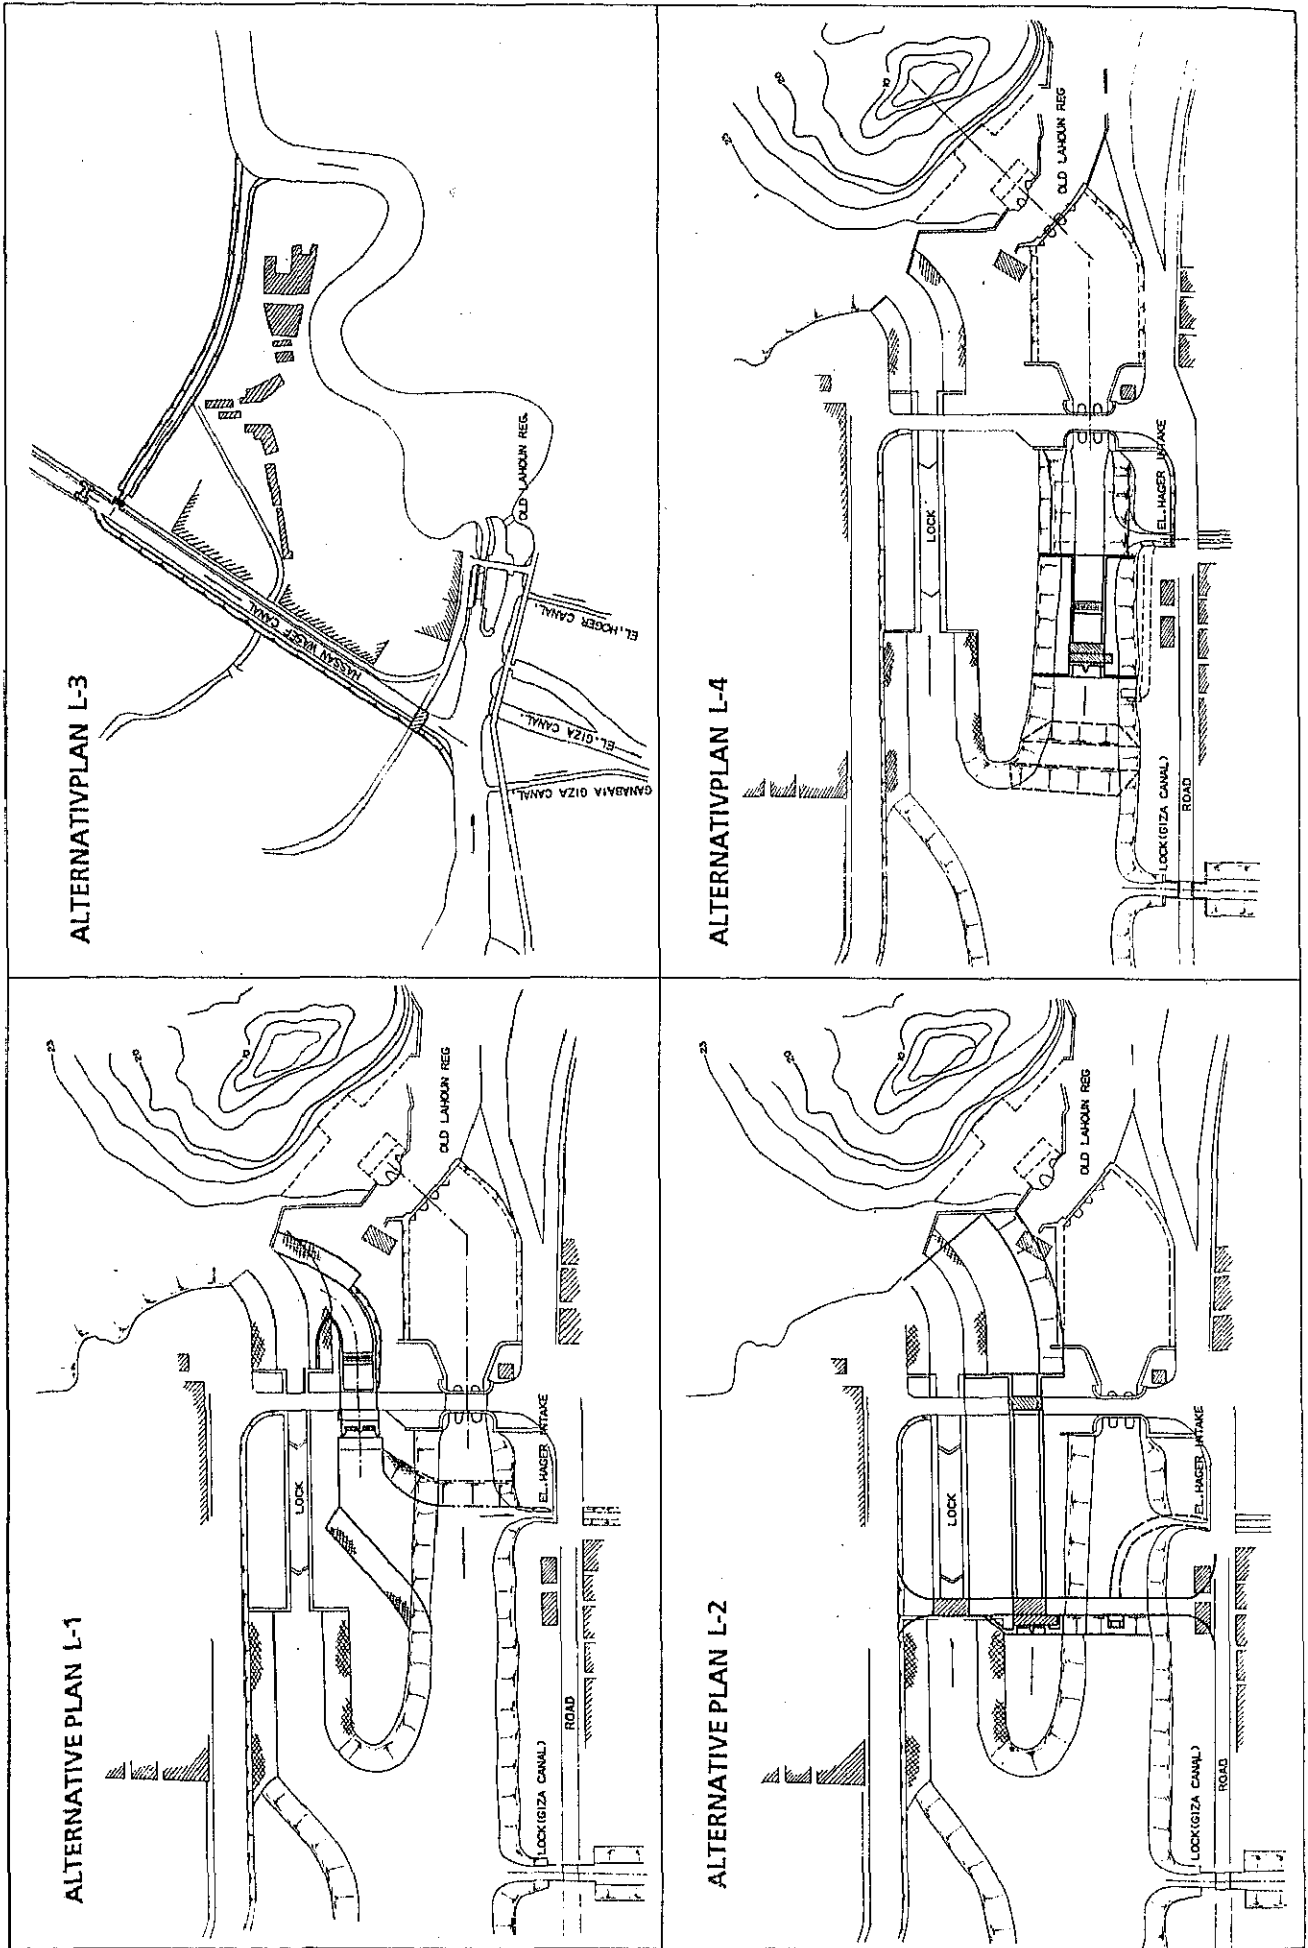 ALTERNATIVE PLAN L-1
23
20
10
OLD LAHOUN REG
LOCK
EL.HAGER INTAKE
LOCK(GIZA CANAL)
ROAD
ALTERNATIVPLAN L-3
HASSAN WASEF CANAL
OLD LAHOUN REG.
EL.HOGER CANAL.
EL.GIZA CANAL.
GANABAIA GIZA CANAL.
ALTERNATIVE PLAN L-2
23
20
10
OLD LAHOUN REG
LOCK
EL.HAGER INTAKE
LOCK(GIZA CANAL)
ROAD
ALTERNATIVPLAN L-4
20
10
OLD LAHOUN REG
LOCK
EL.HAGER INTAKE
LOCK(GIZA CANAL)
ROAD